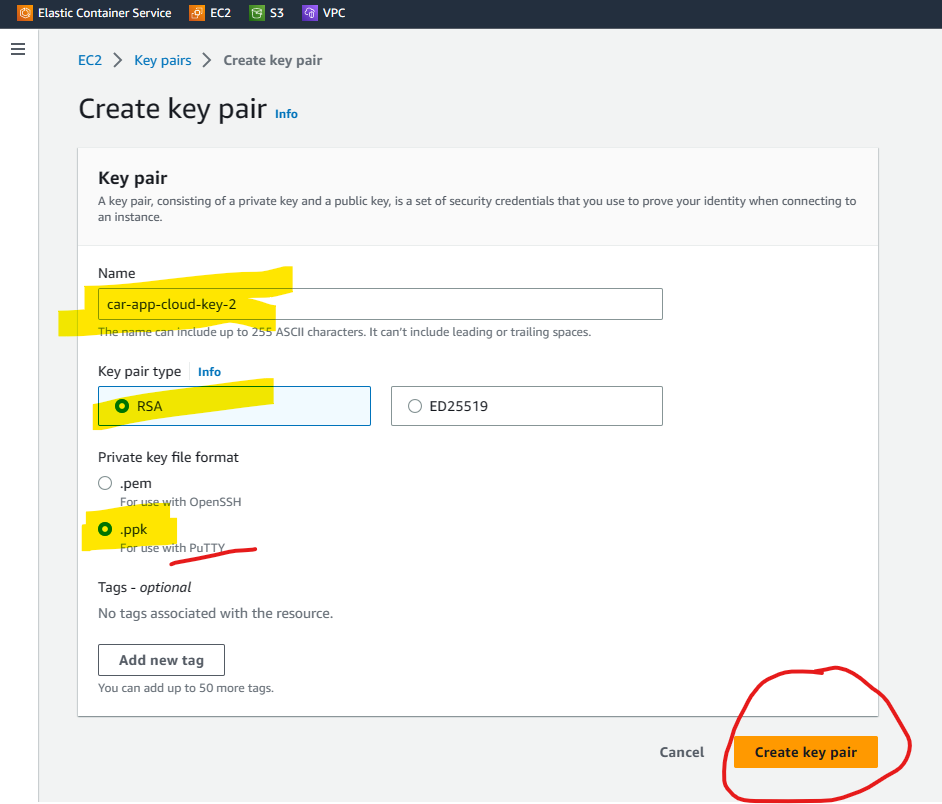 Elastic Container Service EC2 S3 VPC
EC2 > Key pairs > Create key pair
Create key pair Info
Key pair
A key pair, consisting of a private key and a public key, is a set of security credentials that you use to prove your identity when connecting to
an instance.
Name
car-app-cloud-key-2
The name can include up to 255 ASCII characters. It can't include leading or trailing spaces.
Key pair type Info
RSA ED25519
Private key file format
.pem
For use with OpenSSH
.ppk
For use with PuTTY
Tags - optional
No tags associated with the resource.
Add new tag
You can add up to 50 more tags.
Cancel Create key pair